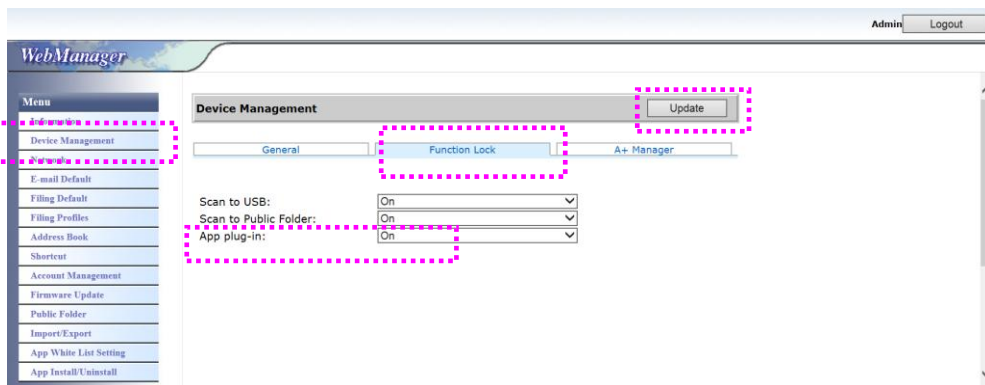 Admin Logout
WebManager
Menu
Information
Device Management
Network
E-mail Default
Filing Default
Filing Profiles
Address Book
Shortcut
Account Management
Firmware Update
Public Folder
Import/Export
App White List Setting
App Install/Uninstall
Device Management Update
General Function Lock A+ Manager
Scan to USB: On
Scan to Public Folder: On
App plug-in: On